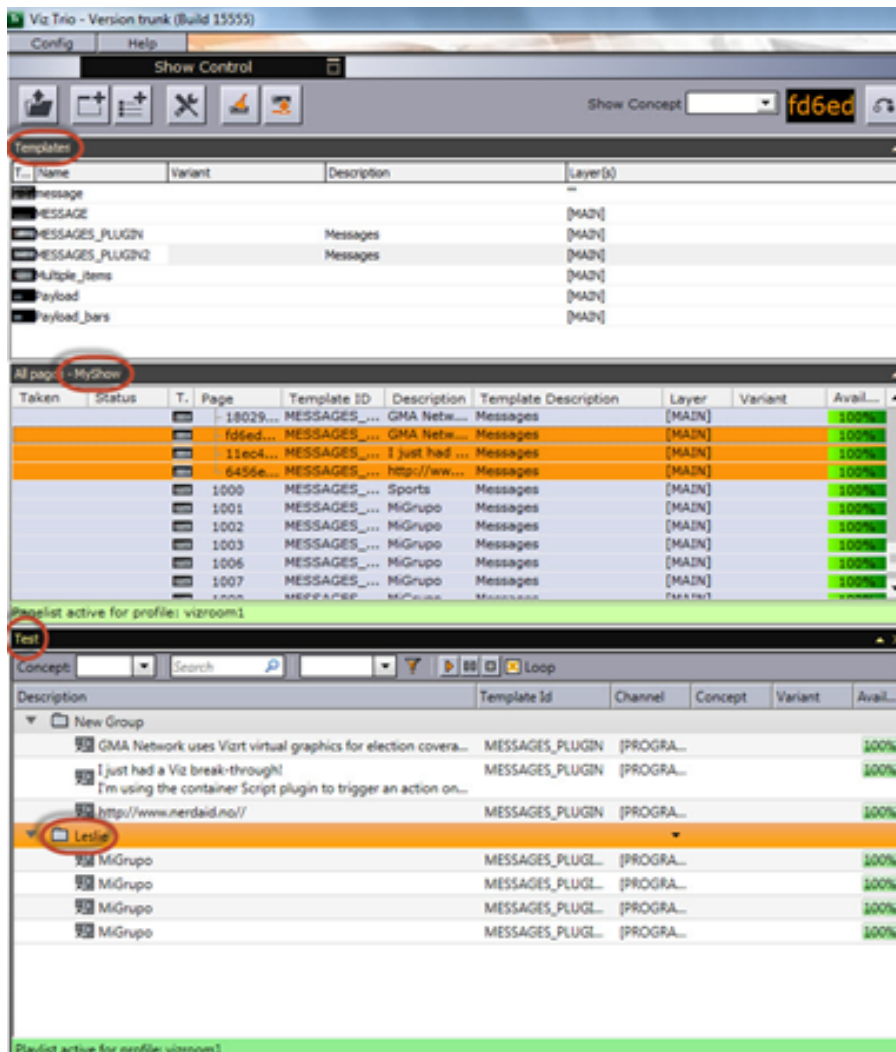 Viz Trio - Version trunk (Build 15555)
Config Help
Show Control
Show Concept fd6ed
Templates
T... Name Variant Description Layer(s)
message ""
MESSAGE [MAIN]
MESSAGES_PLUGIN Messages [MAIN]
MESSAGES_PLUGIN2 Messages [MAIN]
Multiple_items [MAIN]
Payload [MAIN]
Payload_bars [MAIN]
All pages - MyShow
Taken Status T. Page Template ID Description Template Description Layer Variant Avail...
18029... MESSAGES_... GMA Netw... Messages [MAIN] 100%
fd6ed... MESSAGES_... GMA Netw... Messages [MAIN] 100%
11ec4... MESSAGES_... I just had ... Messages [MAIN] 100%
6456e... MESSAGES_... http://ww... Messages [MAIN] 100%
1000 MESSAGES_... Sports Messages [MAIN] 100%
1001 MESSAGES_... MiGrupo Messages [MAIN] 100%
1002 MESSAGES_... MiGrupo Messages [MAIN] 100%
1003 MESSAGES_... MiGrupo Messages [MAIN] 100%
1006 MESSAGES_... MiGrupo Messages [MAIN] 100%
1007 MESSAGES_... MiGrupo Messages [MAIN] 100%
Pagelist active for profile: vizroom1
Test
Concept: Search Loop
Description Template Id Channel Concept Variant Avail...
New Group
GMA Network uses Vizrt virtual graphics for election covera... MESSAGES_PLUGIN [PROGRA... 100%
I just had a Viz break-through! MESSAGES_PLUGIN [PROGRA... 100%
I'm using the container Script plugin to trigger an action on...
http://www.nerdaid.no// MESSAGES_PLUGIN [PROGRA... 100%
Leslie
MiGrupo MESSAGES_PLUGI... [PROGRA... 100%
MiGrupo MESSAGES_PLUGI... [PROGRA... 100%
MiGrupo MESSAGES_PLUGI... [PROGRA... 100%
MiGrupo MESSAGES_PLUGI... [PROGRA... 100%
Playlist active for profile: vizroom1